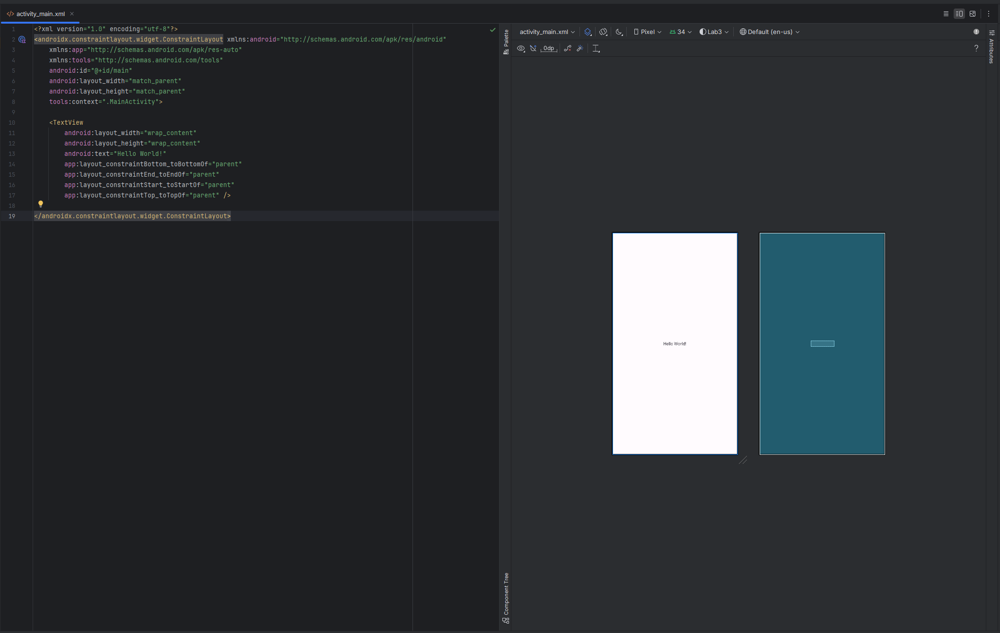 activity_main.xml
1 <?xml version="1.0" encoding="utf-8"?>
2 <androidx.constraintlayout.widget.ConstraintLayout xmlns:android="http://schemas.android.com/apk/res/android"
3     xmlns:app="http://schemas.android.com/apk/res-auto"
4     xmlns:tools="http://schemas.android.com/tools"
5     android:id="@+id/main"
6     android:layout_width="match_parent"
7     android:layout_height="match_parent"
8     tools:context=".MainActivity">
9
10     <TextView
11         android:layout_width="wrap_content"
12         android:layout_height="wrap_content"
13         android:text="Hello World!"
14         app:layout_constraintBottom_toBottomOf="parent"
15         app:layout_constraintEnd_toEndOf="parent"
16         app:layout_constraintStart_toStartOf="parent"
17         app:layout_constraintTop_toTopOf="parent" />
18
19 </androidx.constraintlayout.widget.ConstraintLayout>
Palette
Component Tree
activity_main.xml Pixel 34 Lab3 Default (en-us)
0dp ?
Hello World!
Attributes